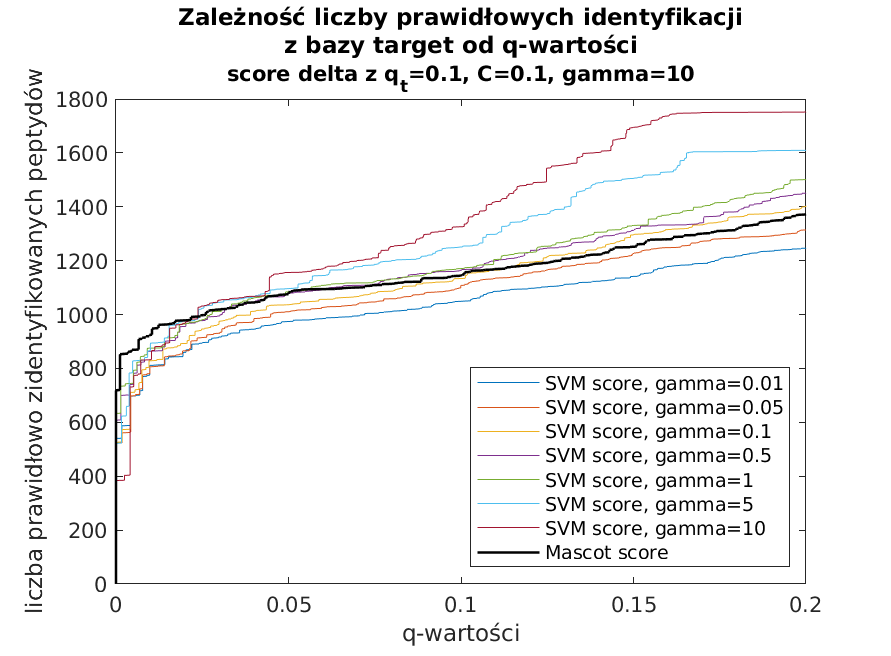 Zależność liczby prawidłowych identyfikacji
z bazy target od q-wartości
score delta z q_t=0.1, C=0.1, gamma=10
liczba prawidłowo zidentyfikowanych peptydów
1800
1600
1400
1200
1000
800
600
400
200
0
SVM score, gamma=0.01
SVM score, gamma=0.05
SVM score, gamma=0.1
SVM score, gamma=0.5
SVM score, gamma=1
SVM score, gamma=5
SVM score, gamma=10
Mascot score
0 0.05 0.1 0.15 0.2
q-wartości